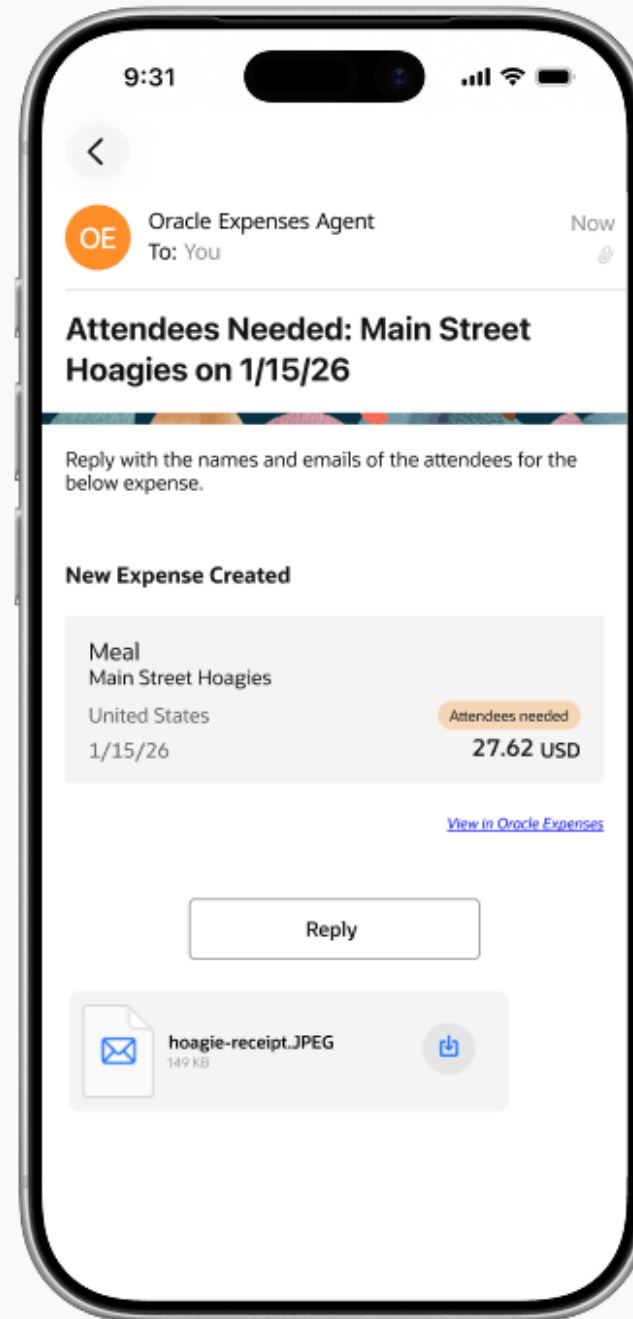 9:31
OE
Oracle Expenses Agent
Now
To: You
Attendees Needed: Main Street
Hoagies on 1/15/26
Reply with the names and emails of the attendees for the
below expense.
New Expense Created
Meal
Main Street Hoagies
United States
Attendees needed
1/15/26
27.62 USD
View in Oracle Expenses
Reply
hoagie-receipt.JPEG
149 KB